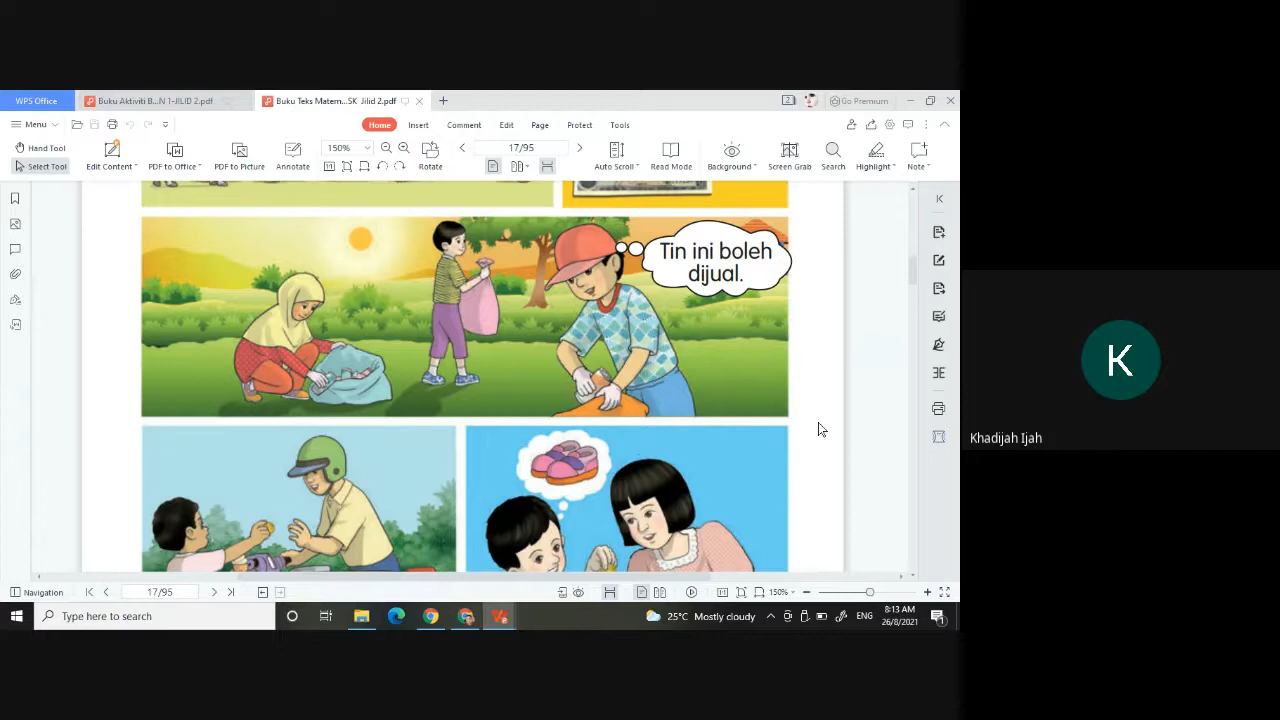 WPS Office
Buku Aktiviti B...N 1-JILID 2.pdf
Buku Teks Matem...SK Jilid 2.pdf
2
Go Premium
Menu
Home
Insert
Comment
Edit
Page
Protect
Tools
Hand Tool
Select Tool
Edit Content
PDF to Office
PDF to Picture
Annotate
150%
17/95
Rotate
Auto Scroll
Read Mode
Background
Screen Grab
Search
Highlight
Note
Tin ini boleh
dijual.
K
Khadijah Ijah
Navigation
17/95
150%
Type here to search
25°C Mostly cloudy
ENG
8:13 AM
26/8/2021
1